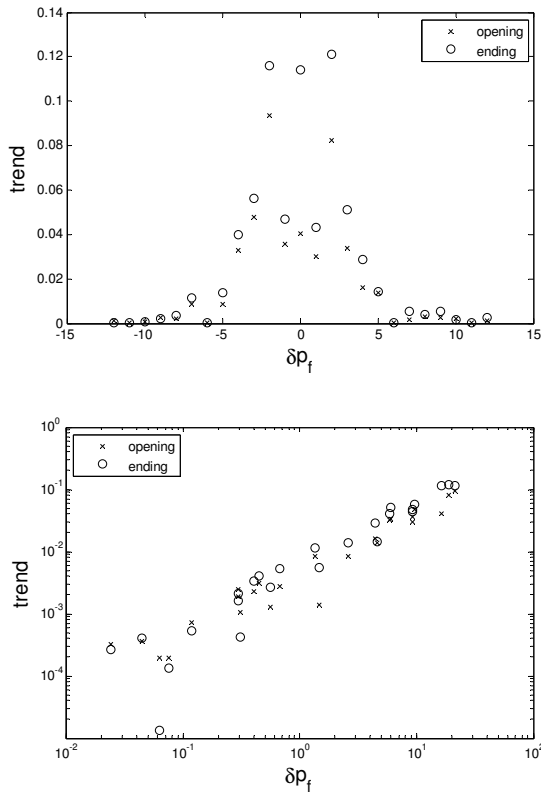 0.14
0.12
0.1
0.08
0.06
0.04
0.02
0
-15 -10 -5 0 5 10 15
trend
δp_f
opening
ending
10^0
10^-1
10^-2
10^-3
10^-4
10^-2 10^-1 10^0 10^1 10^2
trend
δp_f
opening
ending